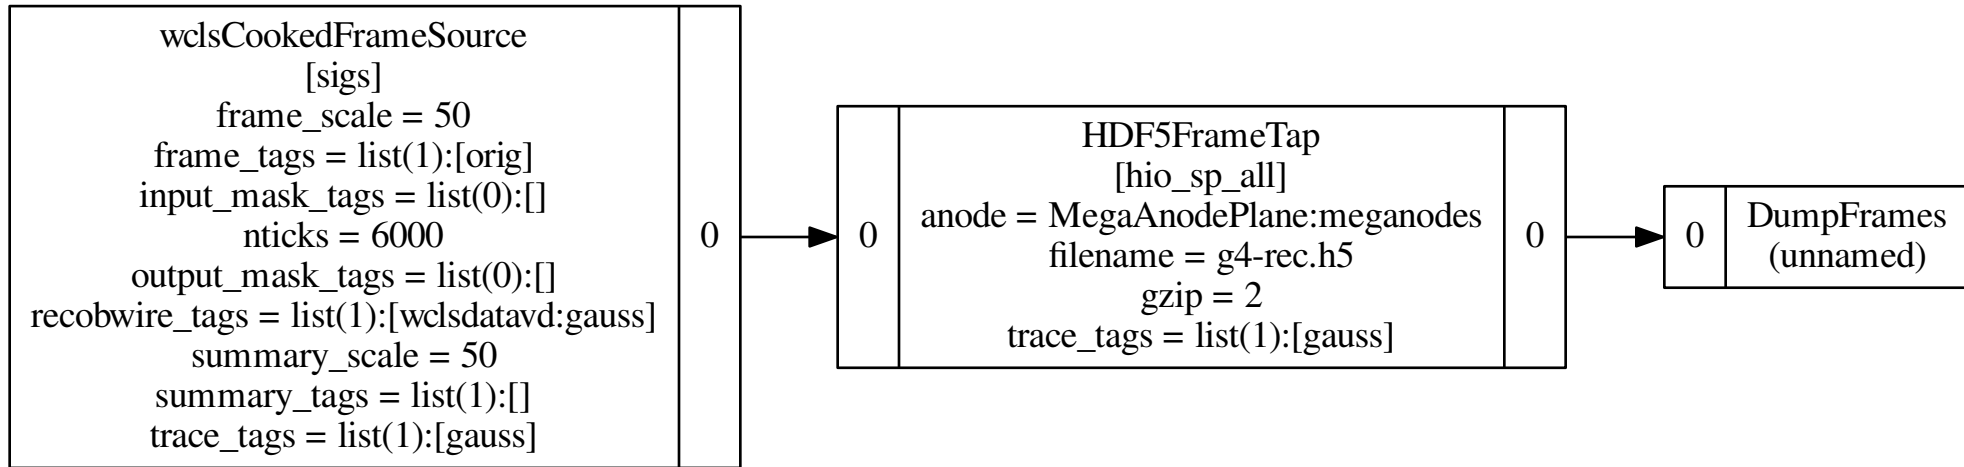 wclsCookedFrameSource
[sigs]
frame_scale = 50
frame_tags = list(1):[orig]
input_mask_tags = list(0):[]
nticks = 6000
output_mask_tags = list(0):[]
recobwire_tags = list(1):[wclsdatavd:gauss]
summary_scale = 50
summary_tags = list(1):[]
trace_tags = list(1):[gauss]
0
0
HDF5FrameTap
[hio_sp_all]
anode = MegaAnodePlane:meganodes
filename = g4-rec.h5
gzip = 2
trace_tags = list(1):[gauss]
0
0
DumpFrames
(unnamed)